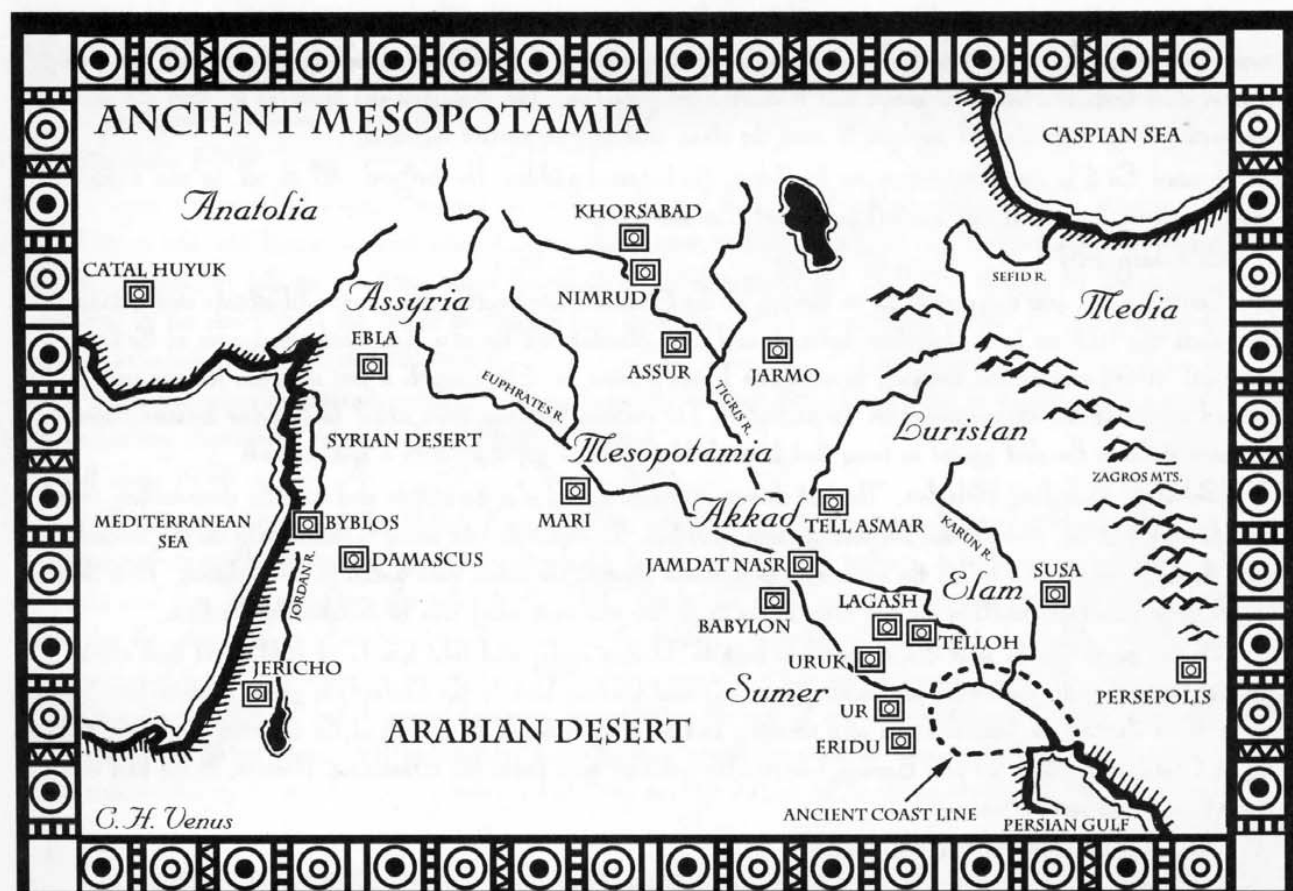 ANCIENT MESOPOTAMIA
CASPIAN SEA
Anatolia
KHORSABAD
CATAL HUYUK
NIMRUD
SEFID R.
Assyria
Media
EBLA
ASSUR
JARMO
EUPHRATES R.
TIGRIS R.
SYRIAN DESERT
Mesopotamia
Luristan
ZAGROS MTS.
MARI
Akkad
TELL ASMAR
KARUN R.
MEDITERRANEAN
SEA
BYBLOS
DAMASCUS
JORDAN R.
JAMDAT NASR
Elam
SUSA
BABYLON
LAGASH
TELLOH
JERICHO
URUK
Sumer
PERSEPOLIS
UR
ARABIAN DESERT
ERIDU
ANCIENT COAST LINE
PERSIAN GULF
C.H. Venus